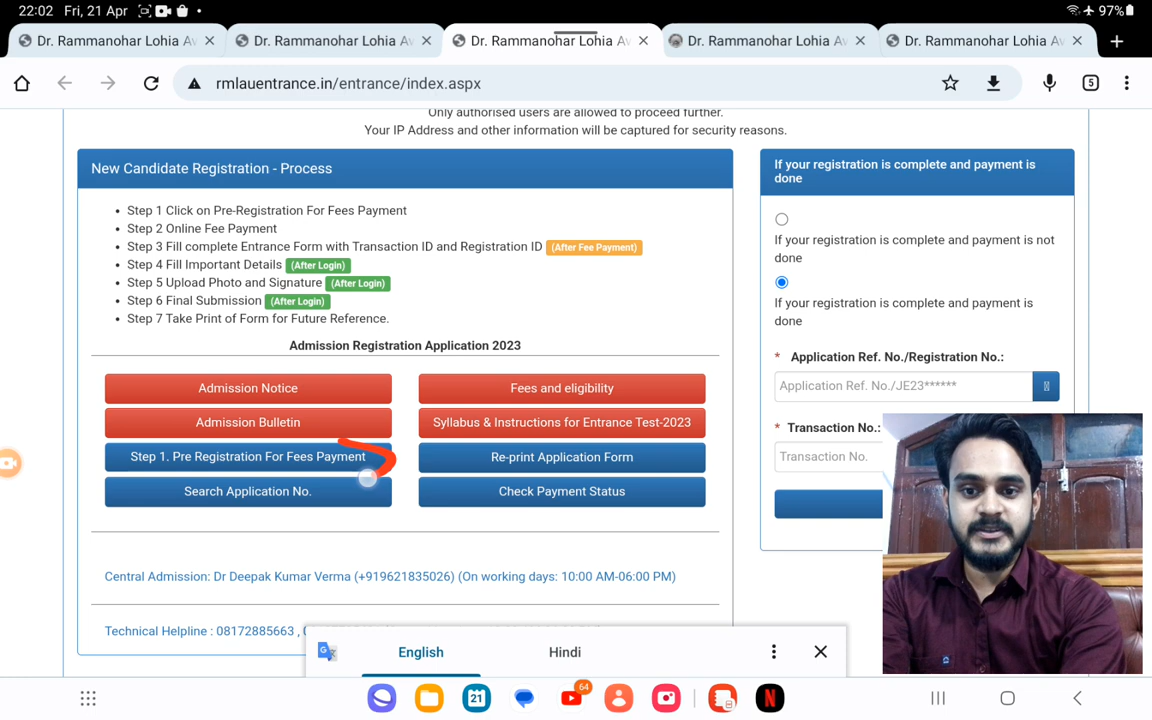 22:02 Fri, 21 Apr
97%
Dr. Rammanohar Lohia Av
Dr. Rammanohar Lohia Av
Dr. Rammanohar Lohia Av
Dr. Rammanohar Lohia Av
Dr. Rammanohar Lohia Av
rmlauentrance.in/entrance/index.aspx
5
Only authorised users are allowed to proceed further.
Your IP Address and other information will be captured for security reasons.
New Candidate Registration - Process
Step 1 Click on Pre-Registration For Fees Payment
Step 2 Online Fee Payment
Step 3 Fill complete Entrance Form with Transaction ID and Registration ID (After Fee Payment)
Step 4 Fill Important Details (After Login)
Step 5 Upload Photo and Signature (After Login)
Step 6 Final Submission (After Login)
Step 7 Take Print of Form for Future Reference.
Admission Registration Application 2023
Admission Notice
Fees and eligibility
Admission Bulletin
Syllabus & Instructions for Entrance Test-2023
Step 1. Pre Registration For Fees Payment
Re-print Application Form
Search Application No.
Check Payment Status
Central Admission: Dr Deepak Kumar Verma (+919621835026) (On working days: 10:00 AM-06:00 PM)
Technical Helpline : 08172885663 ,
If your registration is complete and payment is
done
If your registration is complete and payment is not
done
If your registration is complete and payment is
done
* Application Ref. No./Registration No.:
Application Ref. No./JE23******
* Transaction No.:
Transaction No.
English
Hindi
21
64
N